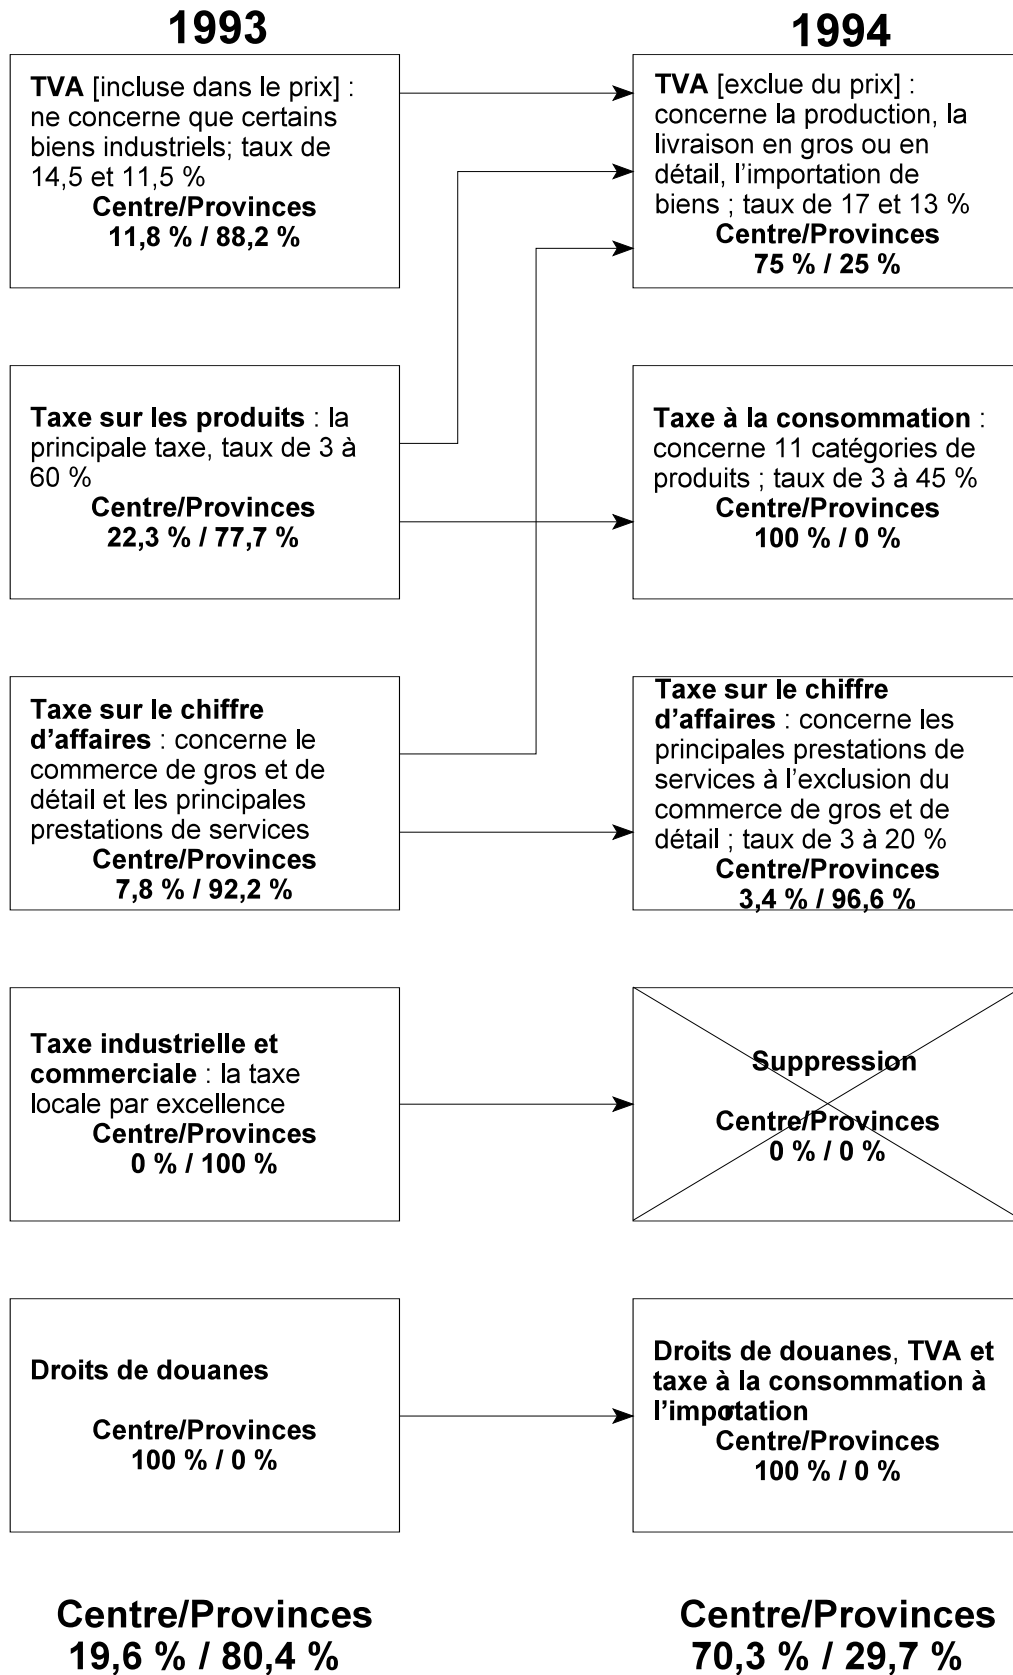 1993
TVA [incluse dans le prix] :
ne concerne que certains
biens industriels; taux de
14,5 et 11,5 %
Centre/Provinces
11,8 % / 88,2 %
Taxe sur les produits : la
principale taxe, taux de 3 à
60 %
Centre/Provinces
22,3 % / 77,7 %
Taxe sur le chiffre
d'affaires : concerne le
commerce de gros et de
détail et les principales
prestations de services
Centre/Provinces
7,8 % / 92,2 %
Taxe industrielle et
commerciale : la taxe
locale par excellence
Centre/Provinces
0 % / 100 %
Droits de douanes
Centre/Provinces
100 % / 0 %
Centre/Provinces
19,6 % / 80,4 %
1994
TVA [exclue du prix] :
concerne la production, la
livraison en gros ou en
détail, l'importation de
biens ; taux de 17 et 13 %
Centre/Provinces
75 % / 25 %
Taxe à la consommation :
concerne 11 catégories de
produits ; taux de 3 à 45 %
Centre/Provinces
100 % / 0 %
Taxe sur le chiffre
d'affaires : concerne les
principales prestations de
services à l'exclusion du
commerce de gros et de
détail ; taux de 3 à 20 %
Centre/Provinces
3,4 % / 96,6 %
Suppression
Centre/Provinces
0 % / 0 %
Droits de douanes, TVA et
taxe à la consommation à
l'importation
Centre/Provinces
100 % / 0 %
Centre/Provinces
70,3 % / 29,7 %